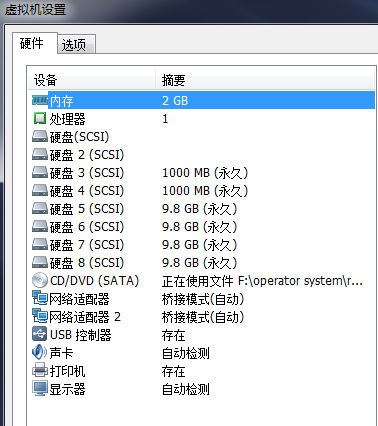 虚拟机设置
硬件 选项
设备 摘要
内存 2 GB
处理器 1
硬盘(SCSI)
硬盘 2 (SCSI)
硬盘 3 (SCSI) 1000 MB (永久)
硬盘 4 (SCSI) 1000 MB (永久)
硬盘 5 (SCSI) 9.8 GB (永久)
硬盘 6 (SCSI) 9.8 GB (永久)
硬盘 7 (SCSI) 9.8 GB (永久)
硬盘 8 (SCSI) 9.8 GB (永久)
CD/DVD (SATA) 正在使用文件 F:\operator system\r...
网络适配器 桥接模式(自动)
网络适配器 2 桥接模式(自动)
USB 控制器 存在
声卡 自动检测
打印机 存在
显示器 自动检测